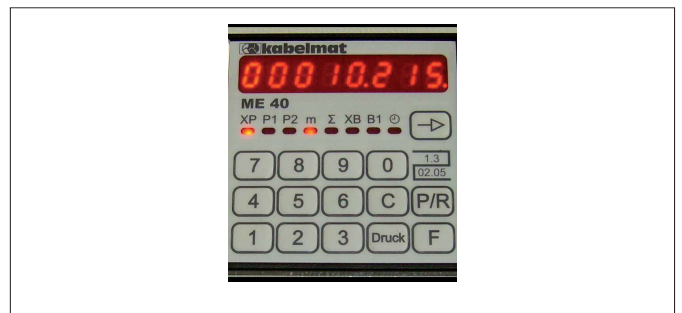 kabelmat
00010.215.
ME 40
XP P1 P2 m Σ XB B1
7 8 9 0 1.3
02.05
4 5 6 C P/R
1 2 3 Druck F